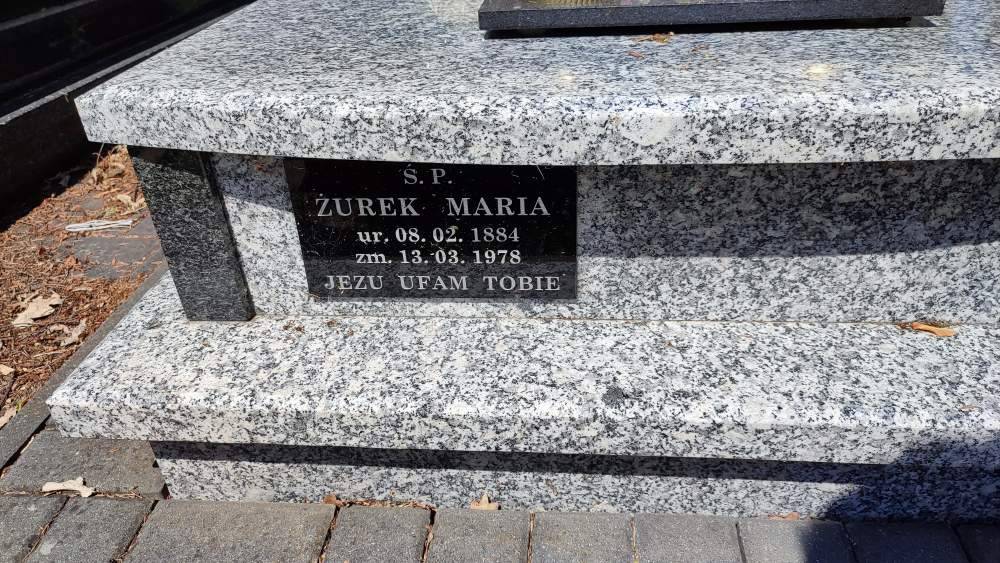 S. P.
ŻUREK MARIA
ur. 08. 02. 1884
zm. 13. 03. 1978
JEZU UFAM TOBIE